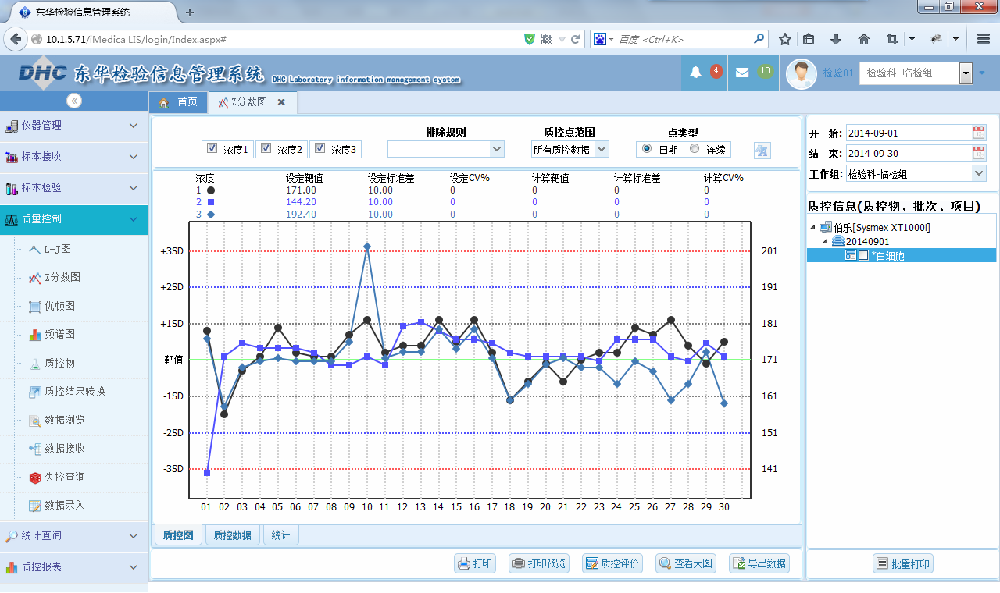 东华检验信息管理系统
10.1.5.71/iMedicalLIS/login/Index.aspx#
百度 <Ctrl+K>
DHC 东华检验信息管理系统 DHC Laboratory information management system
4
10
检验01
检验科-临检组
首页
Z分数图
仪器管理
标本接收
标本检验
质量控制
L-J图
Z分数图
优顿图
频谱图
质控物
质控结果转换
数据浏览
数据接收
失控查询
数据录入
统计查询
质控报表
排除规则
质控点范围
点类型
浓度1
浓度2
浓度3
所有质控数据
日期
连续
浓度 设定靶值 设定标准差 设定CV% 计算靶值 计算标准差 计算CV%
1 171.00 10.00 0 0 0 0
2 144.20 10.00 0 0 0 0
3 192.40 10.00 0 0 0 0
+3SD 201
+2SD 191
+1SD 181
靶值 171
-1SD 161
-2SD 151
-3SD 141
01 02 03 04 05 06 07 08 09 10 11 12 13 14 15 16 17 18 19 20 21 22 23 24 25 26 27 28 29 30
质控图
质控数据
统计
打印
打印预览
质控评价
查看大图
导出数据
开 始: 2014-09-01
结 束: 2014-09-30
工作组: 检验科-临检组
质控信息(质控物、批次、项目)
伯乐[Sysmex XT1000i]
20140901
*白细胞
批量打印